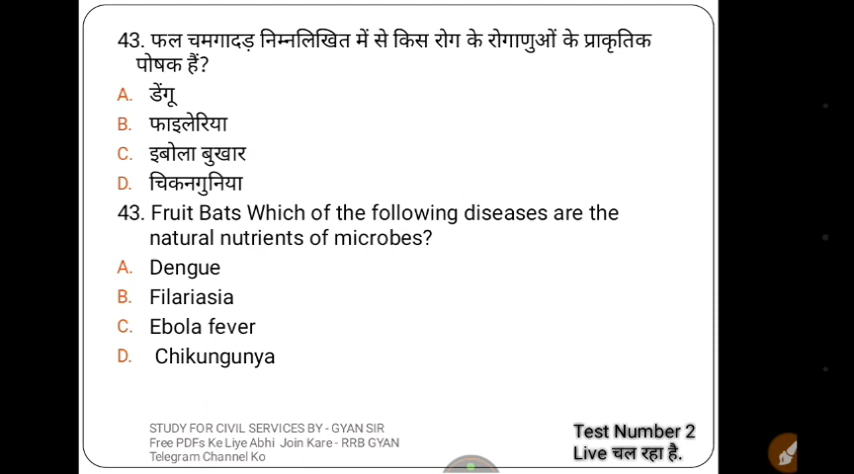 43. फल चमगादड़ निम्नलिखित में से किस रोग के रोगाणुओं के प्राकृतिक
पोषक हैं?
A. डेंगू
B. फाइलेरिया
C. इबोला बुखार
D. चिकनगुनिया
43. Fruit Bats Which of the following diseases are the
natural nutrients of microbes?
A. Dengue
B. Filariasia
C. Ebola fever
D. Chikungunya
STUDY FOR CIVIL SERVICES BY - GYAN SIR
Free PDFs Ke Liye Abhi Join Kare - RRB GYAN
Telegram Channel Ko
Test Number 2
Live चल रहा है.